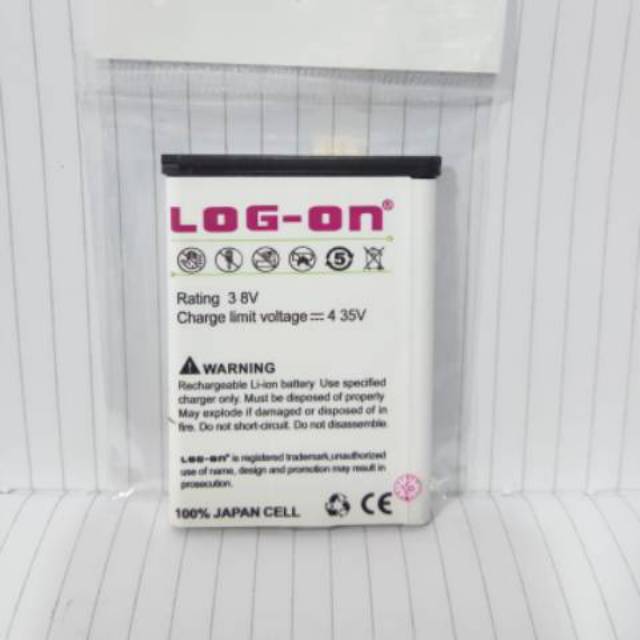 LOG-ON®
5
Rating 3 8V
Charge limit voltage⎓4 35V
WARNING
Rechargeable Li-ion battery Use specified
charger only. Must be disposed of properly
May explode if damaged or disposed of in
fire. Do not short-circuit. Do not disassemble
LOG-ON® is registered trademark,unauthorized
use of name, design and promotion may result in
prosecution.
100% JAPAN CELL CE